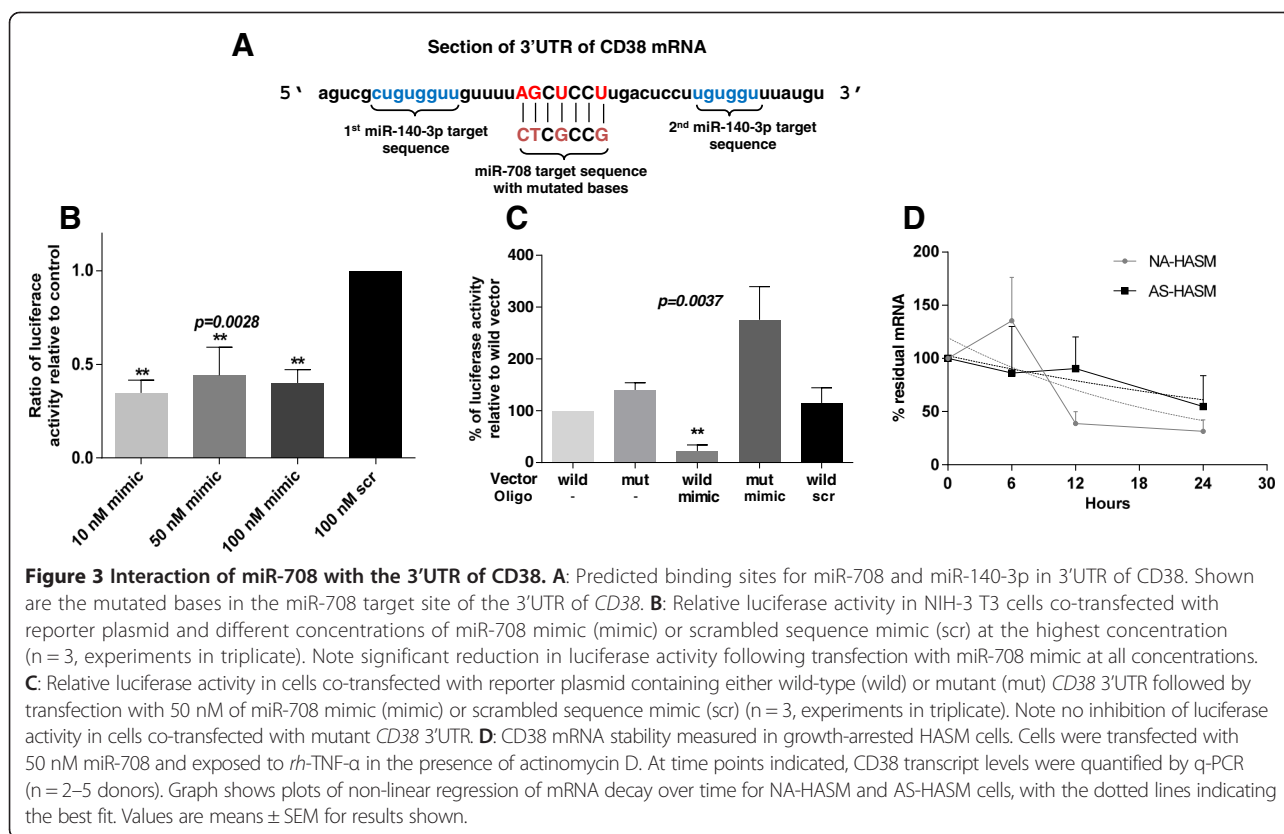 A
Section of 3'UTR of CD38 mRNA
5' agucgcugugguuguuuuAGCUCCUugacuccuuugugguuuaugu 3'
1st miR-140-3p target sequence
CTCGCCG
2nd miR-140-3p target sequence
miR-708 target sequence with mutated bases
B
Ratio of luciferace activity relative to control
1.0
0.5
0.0
p=0.0028
**
**
**
10 nM mimic
50 nM mimic
100 nM mimic
100 nM scr
C
% of luciferase activity relative to wild vector
400
300
200
100
0
p=0.0037
**
Vector wild mut wild mut wild
Oligo - - mimic mimic scr
D
% residual mRNA
200
150
100
50
0
NA-HASM
AS-HASM
0 6 12 18 24 30
Hours
Figure 3 Interaction of miR-708 with the 3'UTR of CD38. A: Predicted binding sites for miR-708 and miR-140-3p in 3'UTR of CD38. Shown
are the mutated bases in the miR-708 target site of the 3'UTR of CD38. B: Relative luciferase activity in NIH-3 T3 cells co-transfected with
reporter plasmid and different concentrations of miR-708 mimic (mimic) or scrambled sequence mimic (scr) at the highest concentration
(n = 3, experiments in triplicate). Note significant reduction in luciferase activity following transfection with miR-708 mimic at all concentrations.
C: Relative luciferase activity in cells co-transfected with reporter plasmid containing either wild-type (wild) or mutant (mut) CD38 3'UTR followed by
transfection with 50 nM of miR-708 mimic (mimic) or scrambled sequence mimic (scr) (n = 3, experiments in triplicate). Note no inhibition of luciferase
activity in cells co-transfected with mutant CD38 3'UTR. D: CD38 mRNA stability measured in growth-arrested HASM cells. Cells were transfected with
50 nM miR-708 and exposed to rh-TNF-α in the presence of actinomycin D. At time points indicated, CD38 transcript levels were quantified by q-PCR
(n = 2–5 donors). Graph shows plots of non-linear regression of mRNA decay over time for NA-HASM and AS-HASM cells, with the dotted lines indicating
the best fit. Values are means ± SEM for results shown.